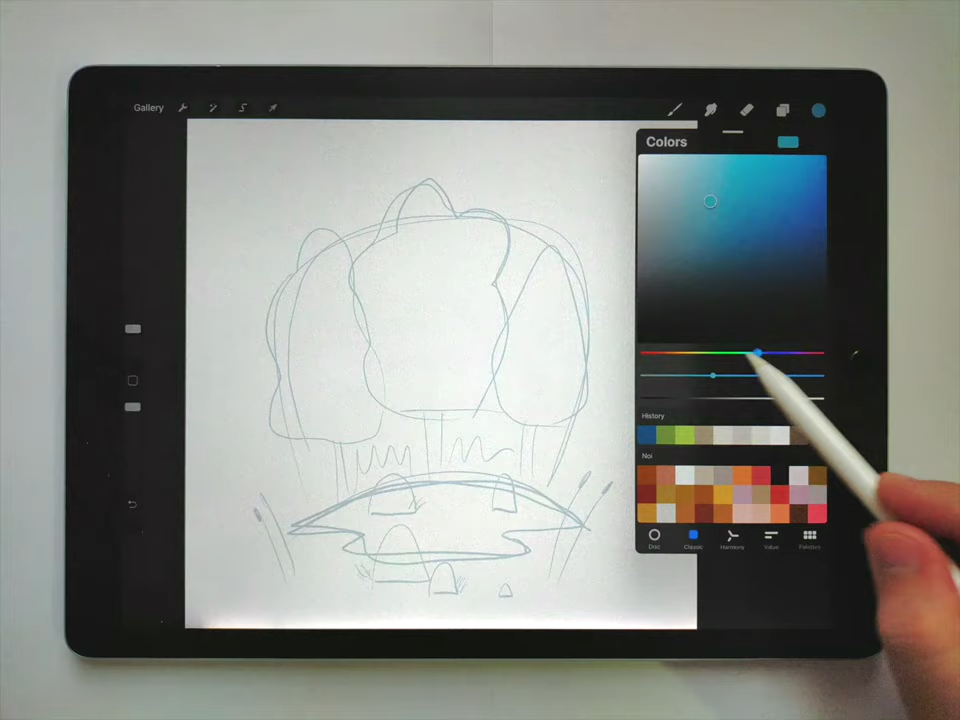 Gallery
Colors
History
Noi
Disc
Classic
Harmony
Value
Palettes